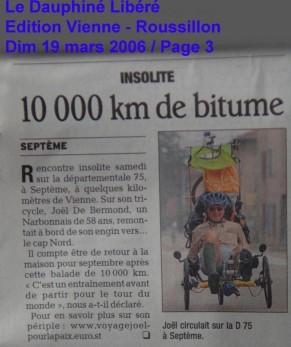 Le Dauphiné Libéré
Edition Vienne - Roussillon
Dim 19 mars 2006 / Page 3
INSOLITE
10 000 km de bitume
SEPTÈME
Rencontre insolite samedi
sur la départementale 75,
à Septème, à quelques kilo-
mètres de Vienne. Sur son tri-
cycle, Joël De Bermond, un
Narbonnais de 58 ans, remon-
tait à bord de son engin vers...
le cap Nord.
Il compte être de retour à la
maison pour septembre après
cette balade de 10 000 km.
« C'est un entraînement avant
de partir pour le tour du
monde », nous a-t-il déclaré.
Pour en savoir plus sur son
périple : www.voyagejoel-
pourlapaix.euro.st
Joël circulait sur la D 75
à Septème.